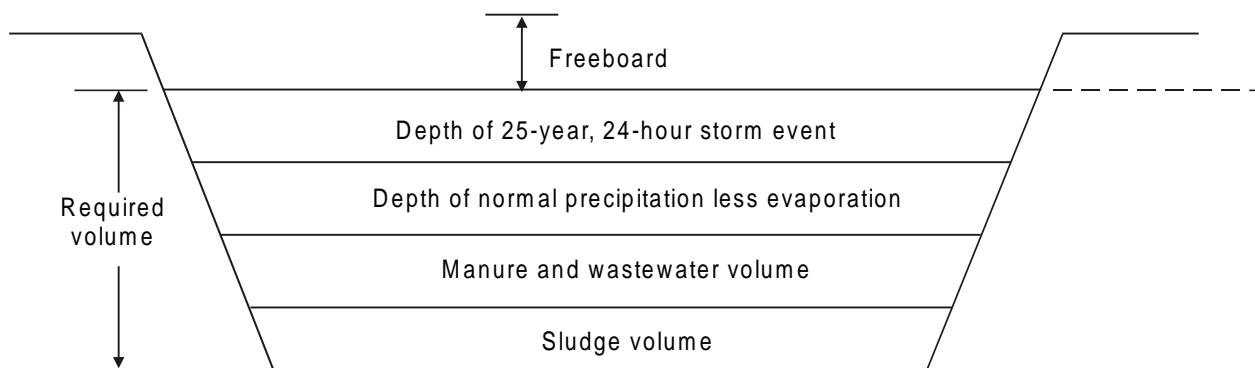 Freeboard
Depth of 25-year, 24-hour storm event
Depth of normal precipitation less evaporation
Required
volume
Manure and wastewater volume
Sludge volume